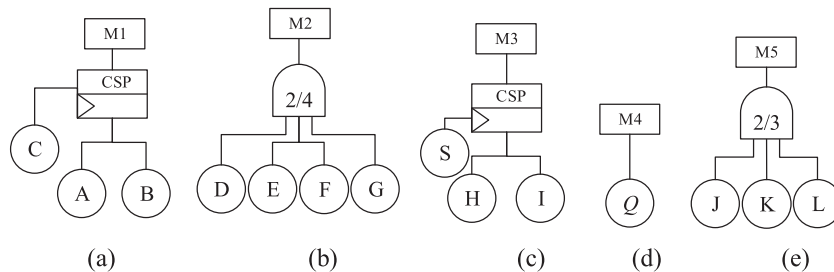 M1
CSP
C
A B
(a)
M2
2/4
D E F G
(b)
M3
CSP
S
H I
(c)
M4
Q
(d)
M5
2/3
J K L
(e)